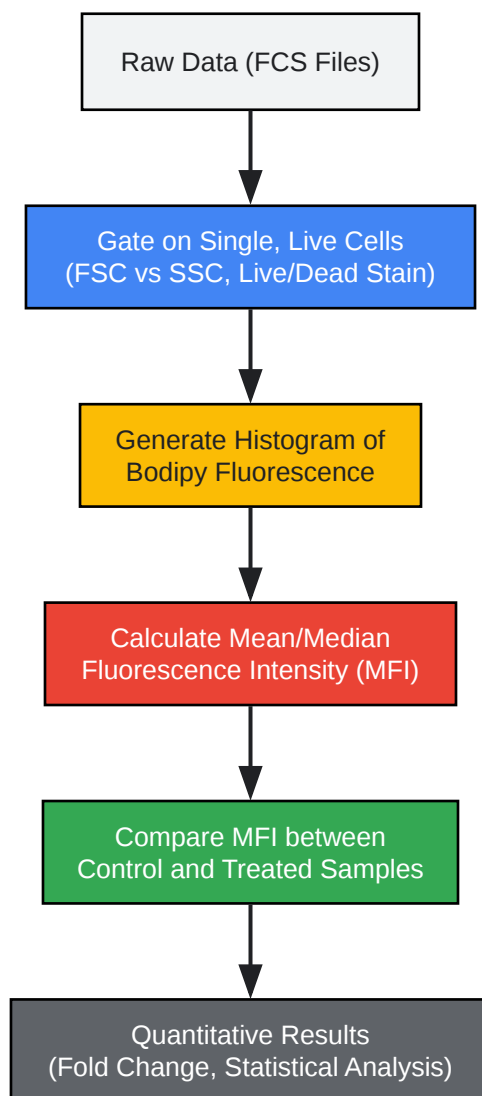 Raw Data (FCS Files)
Gate on Single, Live Cells
(FSC vs SSC, Live/Dead Stain)
Generate Histogram of
Bodipy Fluorescence
Calculate Mean/Median
Fluorescence Intensity (MFI)
Compare MFI between
Control and Treated Samples
Quantitative Results
(Fold Change, Statistical Analysis)